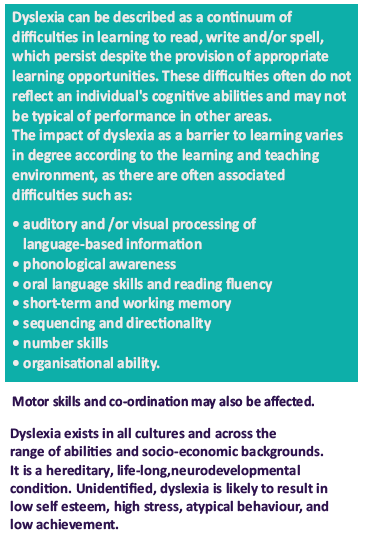 Dyslexia can be described as a continuum of
difficulties in learning to read, write and/or spell,
which persist despite the provision of appropriate
learning opportunities. These difficulties often do not
reflect an individual's cognitive abilities and may not
be typical of performance in other areas.
The impact of dyslexia as a barrier to learning varies
in degree according to the learning and teaching
environment, as there are often associated
difficulties such as:
• auditory and /or visual processing of
language-based information
• phonological awareness
• oral language skills and reading fluency
• short-term and working memory
• sequencing and directionality
• number skills
• organisational ability.
Motor skills and co-ordination may also be affected.
Dyslexia exists in all cultures and across the
range of abilities and socio-economic backgrounds.
It is a hereditary, life-long,neurodevelopmental
condition. Unidentified, dyslexia is likely to result in
low self esteem, high stress, atypical behaviour, and
low achievement.